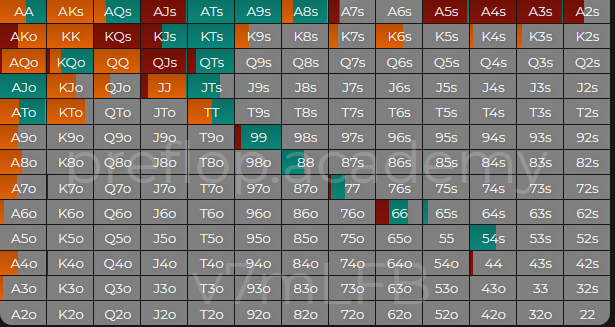 AA AKs AQs AJs ATs A9s A8s A7s A6s A5s A4s A3s A2s
AKo KK KQs KJs KTs K9s K8s K7s K6s K5s K4s K3s K2s
AQo KQo QQ QJs QTs Q9s Q8s Q7s Q6s Q5s Q4s Q3s Q2s
AJo KJo QJo JJ JTs J9s J8s J7s J6s J5s J4s J3s J2s
ATo KTo QTo JTo TT T9s T8s T7s T6s T5s T4s T3s T2s
A9o K9o Q9o J9o T9o 99 98s 97s 96s 95s 94s 93s 92s
A8o K8o Q8o J8o T8o 98o 88 87s 86s 85s 84s 83s 82s
preflop.academy
A7o K7o Q7o J7o T7o 97o 87o 77 76s 75s 74s 73s 72s
A6o K6o Q6o J6o T6o 96o 86o 76o 66 65s 64s 63s 62s
A5o K5o Q5o J5o T5o 95o 85o 75o 65o 55 54s 53s 52s
A4o K4o Q4o J4o T4o 94o 84o 74o 64o 54o 44 43s 42s
v7mLFB
A3o K3o Q3o J3o T3o 93o 83o 73o 63o 53o 43o 33 32s
A2o K2o Q2o J2o T2o 92o 82o 72o 62o 52o 42o 32o 22